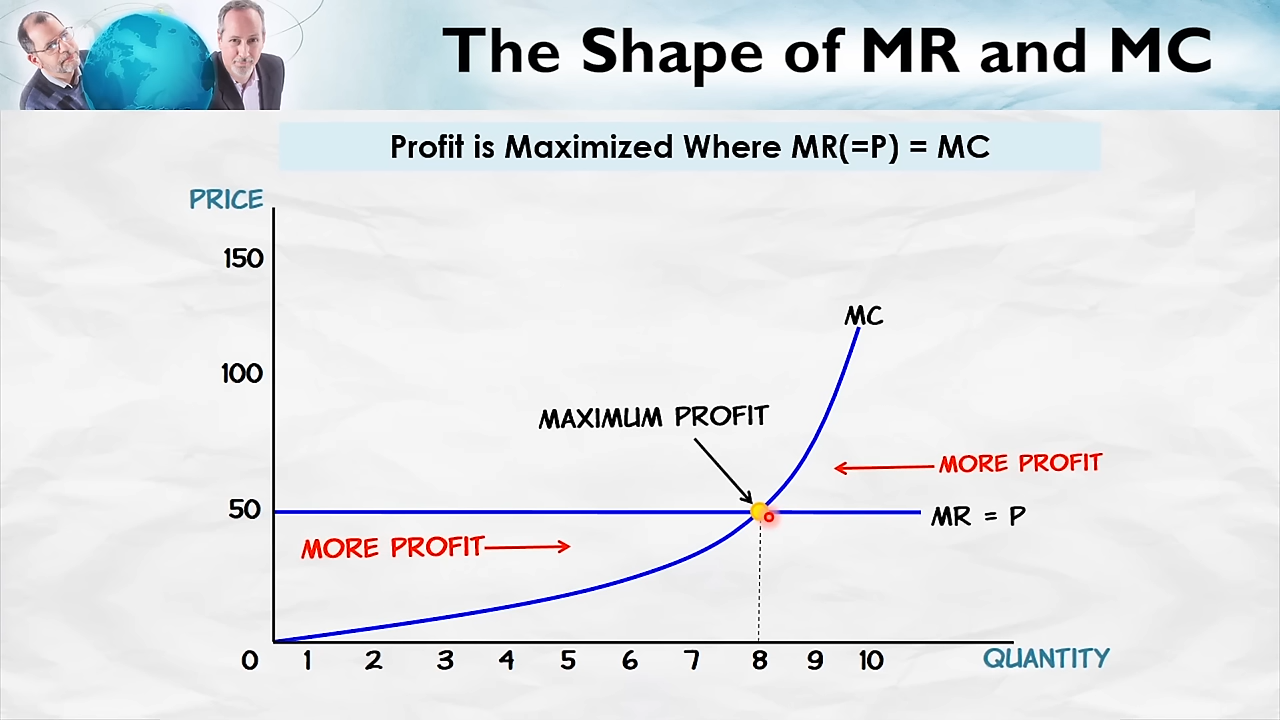 The Shape of MR and MC
Profit is Maximized Where MR(=P) = MC
PRICE
150
MC
100
MAXIMUM PROFIT
MORE PROFIT
50
MR = P
MORE PROFIT
0 1 2 3 4 5 6 7 8 9 10 QUANTITY